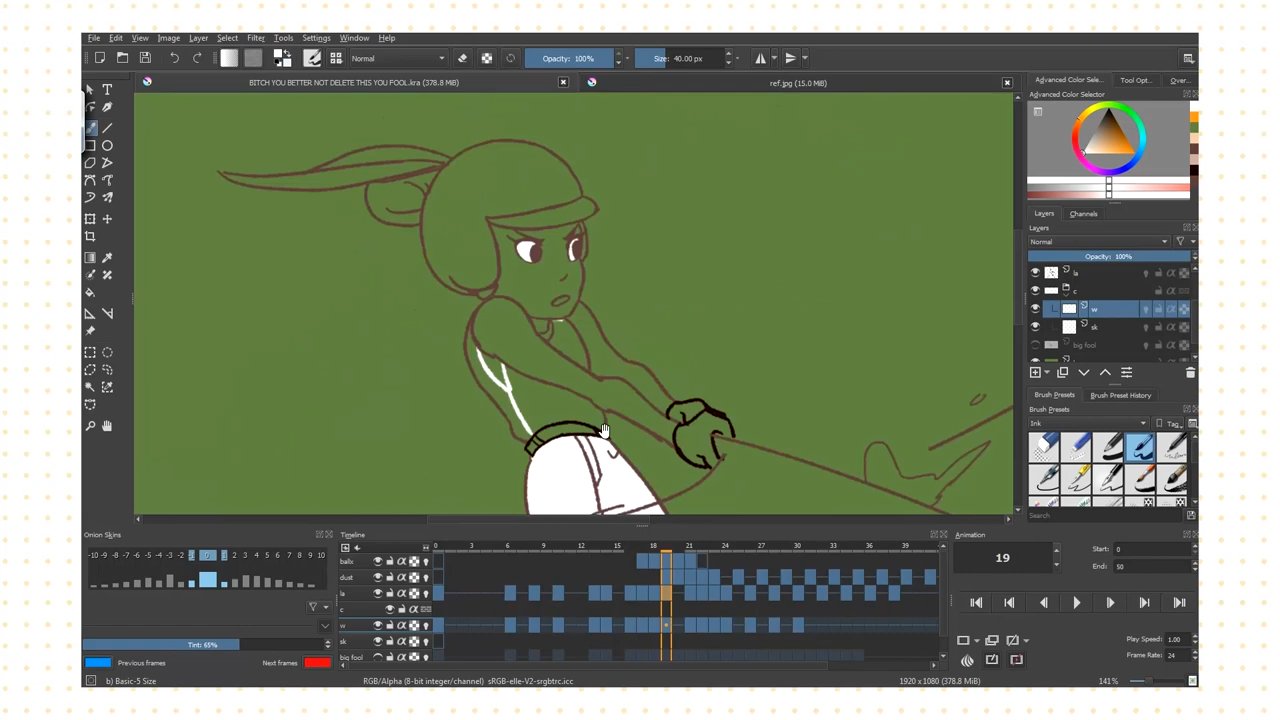 File Edit View Image Layer Select Filter Tools Settings Window Help
Normal Opacity: 100% Size: 40.00 px
BITCH YOU BETTER NOT DELETE THIS YOU FOOL.kra (378.8 MiB) ref.jpg (15.0 MiB)
Advanced Color Sele... Tool Opt... Over...
Advanced Color Selector
Layers Channels
Layers
Normal
Opacity: 100%
la
c
w
sk
big fool
Brush Presets Brush Preset History
Brush Presets
Ink Tag
Search
Onion Skins Timeline Animation
-10 -9 -8 -7 -6 -5 -4 -3 -2 -1 0 1 2 3 4 5 6 7 8 9 10
0 3 6 9 12 15 18 21 24 27 30 33 36 39
19
Start: 0
End: 50
ballx
dust
la
c
w
sk
big fool
Tint: 65%
Previous frames Next frames
Play Speed: 1.00
Frame Rate: 24
b) Basic-5 Size sRGB/Alpha (8-bit integer/channel) sRGB-elle-V2-srgbtrc.icc 1920 x 1080 (378.8 MiB) 141%